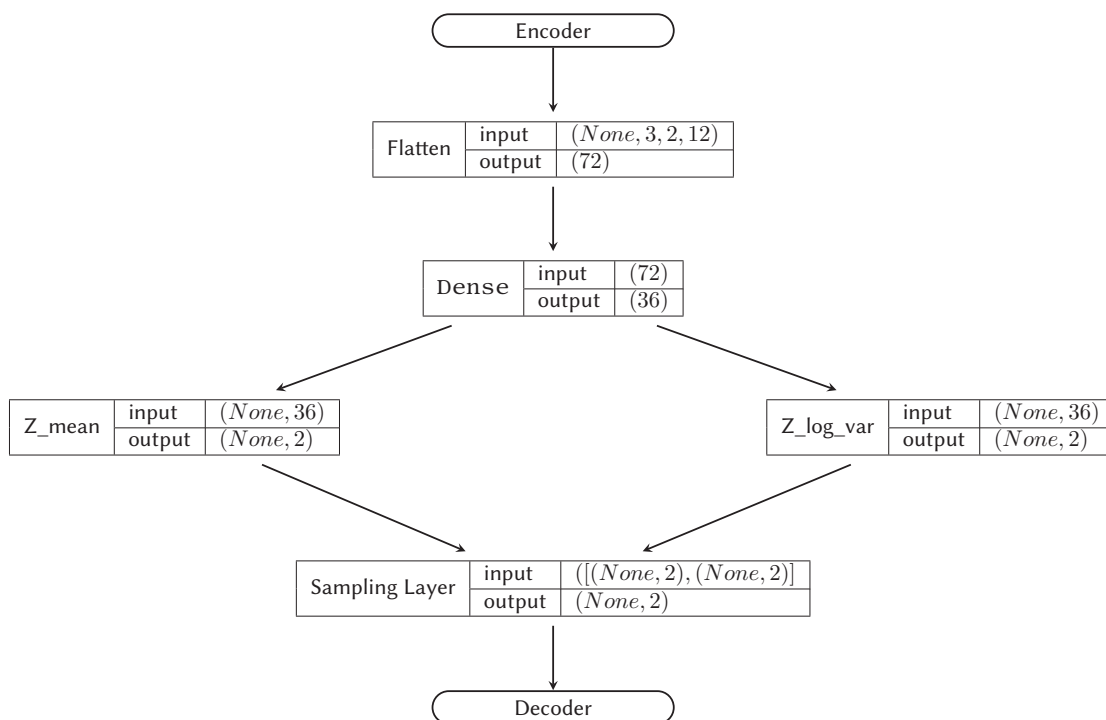 Encoder
Flatten input (None, 3, 2, 12)
output (72)
Dense input (72)
output (36)
Z_mean input (None, 36)
output (None, 2)
Z_log_var input (None, 36)
output (None, 2)
Sampling Layer input ([(None, 2), (None, 2)]
output (None, 2)
Decoder